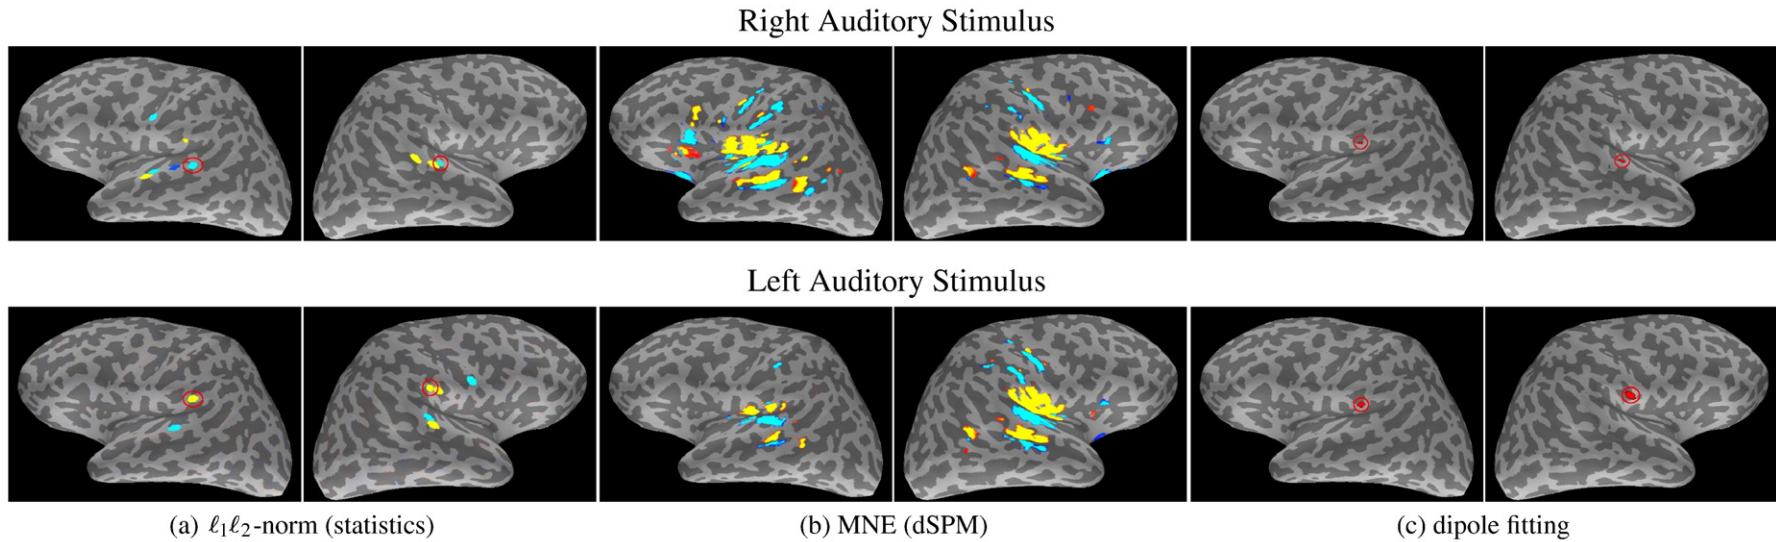 Right Auditory Stimulus
Left Auditory Stimulus
(a) ℓ₁ℓ₂-norm (statistics)
(b) MNE (dSPM)
(c) dipole fitting